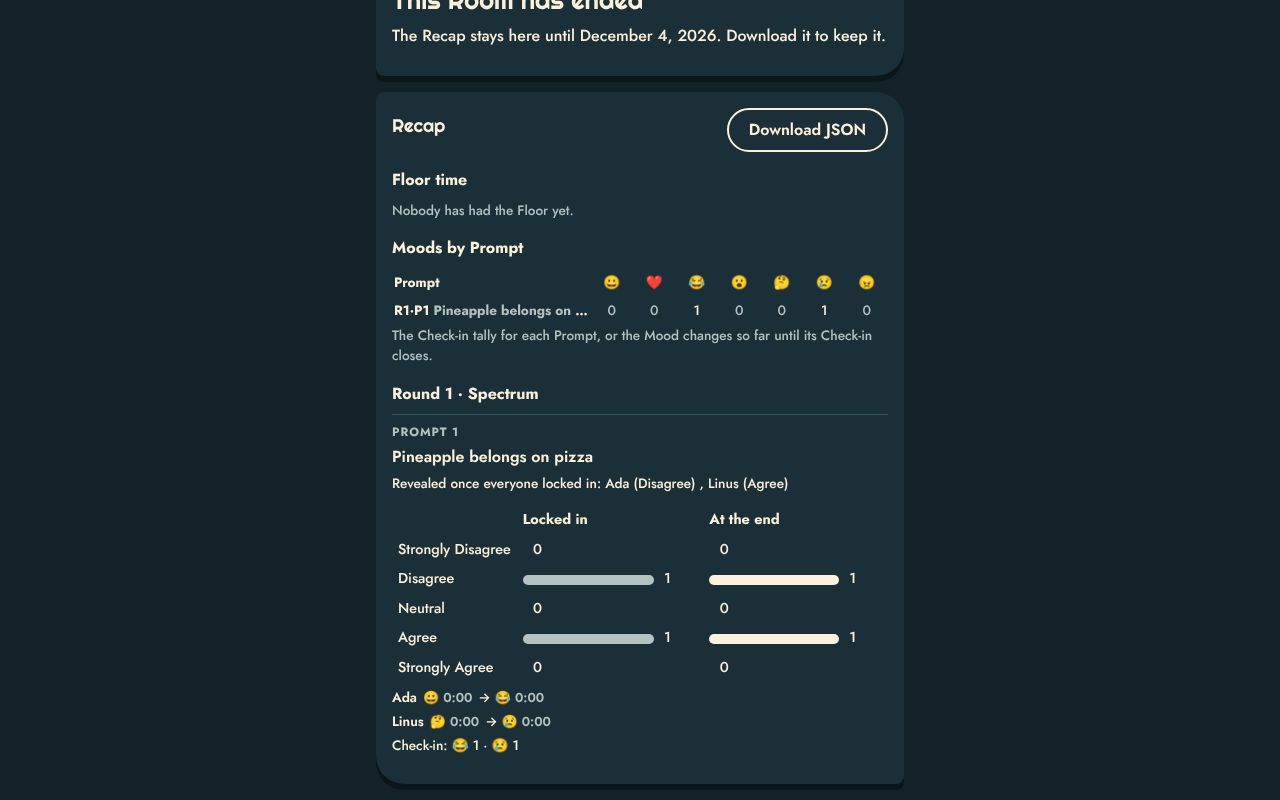 This Room has ended
The Recap stays here until December 4, 2026. Download it to keep it.
Recap
Download JSON
Floor time
Nobody has had the Floor yet.
Moods by Prompt
Prompt 😀 ❤️ 😂 😮 🤔 😢 😠
R1·P1 Pineapple belongs on ... 0 0 1 0 0 1 0
The Check-in tally for each Prompt, or the Mood changes so far until its Check-in
closes.
Round 1 · Spectrum
PROMPT 1
Pineapple belongs on pizza
Revealed once everyone locked in: Ada (Disagree) , Linus (Agree)
Locked in At the end
Strongly Disagree 0 0
Disagree 1 1
Neutral 0 0
Agree 1 1
Strongly Agree 0 0
Ada 😀 0:00 → 😂 0:00
Linus 🤔 0:00 → 😢 0:00
Check-in: 😂 1 · 😢 1